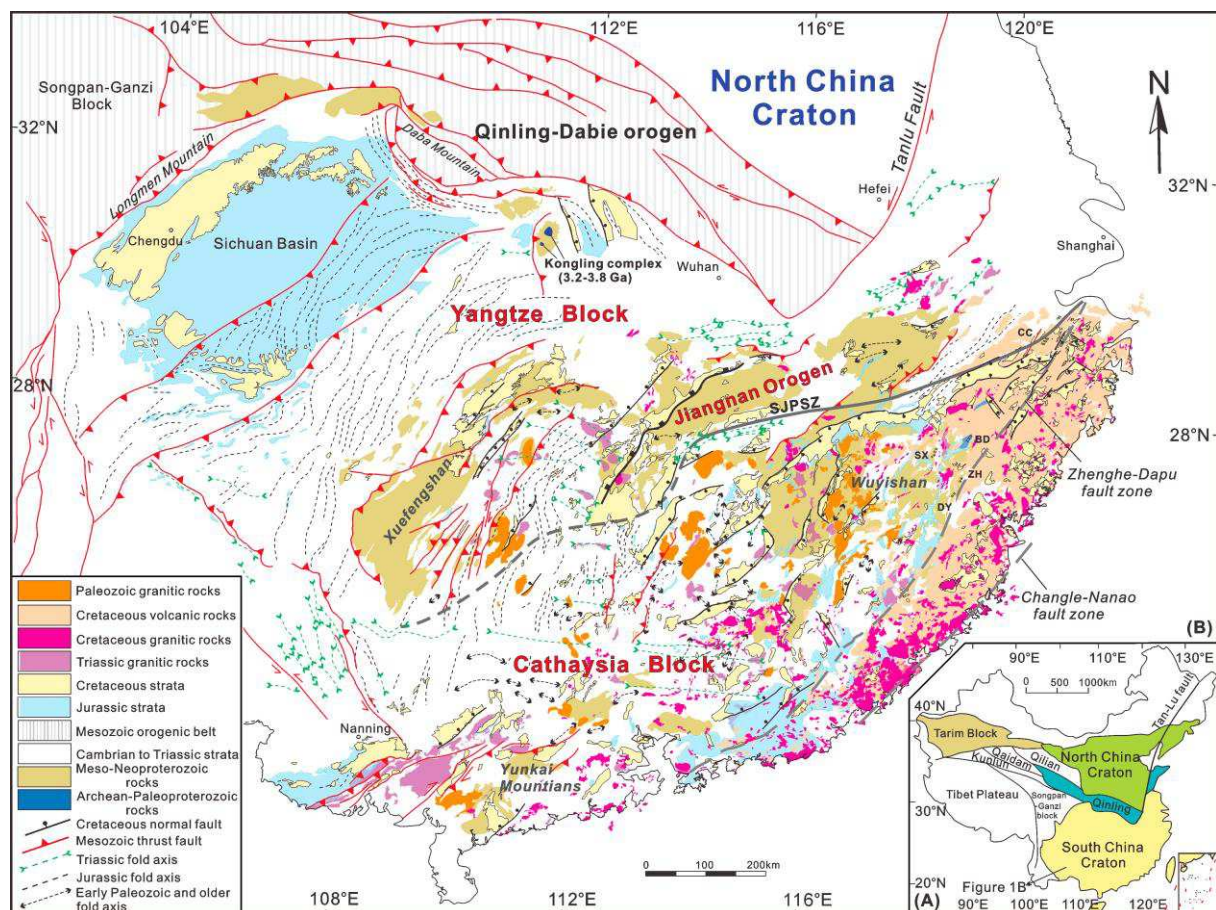 104°E
112°E
116°E
120°E
North China
Craton
N
Songpan-Ganzi
Block
32°N
Qinling-Dabie orogen
Tanlu Fault
Longmen Mountain
Daba Mountain
Hefei
32°N
Chengdu
Sichuan Basin
Shanghai
Kongling complex
(3.2-3.8 Ga)
Wuhan
Yangtze Block
CC
28°N
Jiangnan Orogen
SJPSZ
28°N
BD
SX
ZH
Zhenghe-Dapu
fault zone
Xuefengshan
Wuyishan
DY
Changle-Nanao
fault zone
Cathaysia Block
Nanning
Yunkai
Mountians
Paleozoic granitic rocks
Cretaceous volcanic rocks
Cretaceous granitic rocks
Triassic granitic rocks
Cretaceous strata
Jurassic strata
Mesozoic orogenic belt
Cambrian to Triassic strata
Meso-Neoproterozoic
rocks
Archean-Paleoproterozoic
rocks
Cretaceous normal fault
Mesozoic thrust fault
Triassic fold axis
Jurassic fold axis
Early Paleozoic and older
fold axis
0 100 200km
108°E
112°E
116°E
(B)
80°E
90°E
110°E
130°E
0 500 1000km
Tan-Lu fault
40°N
Tarim Block
North China
Craton
Qaidam
Qilian
Kunlun
Tibet Plateau
Songpan
-Ganzi
block
Qinling
30°N
South China
Craton
20°N
Figure 1B
(A)
90°E
100°E
110°E
120°E